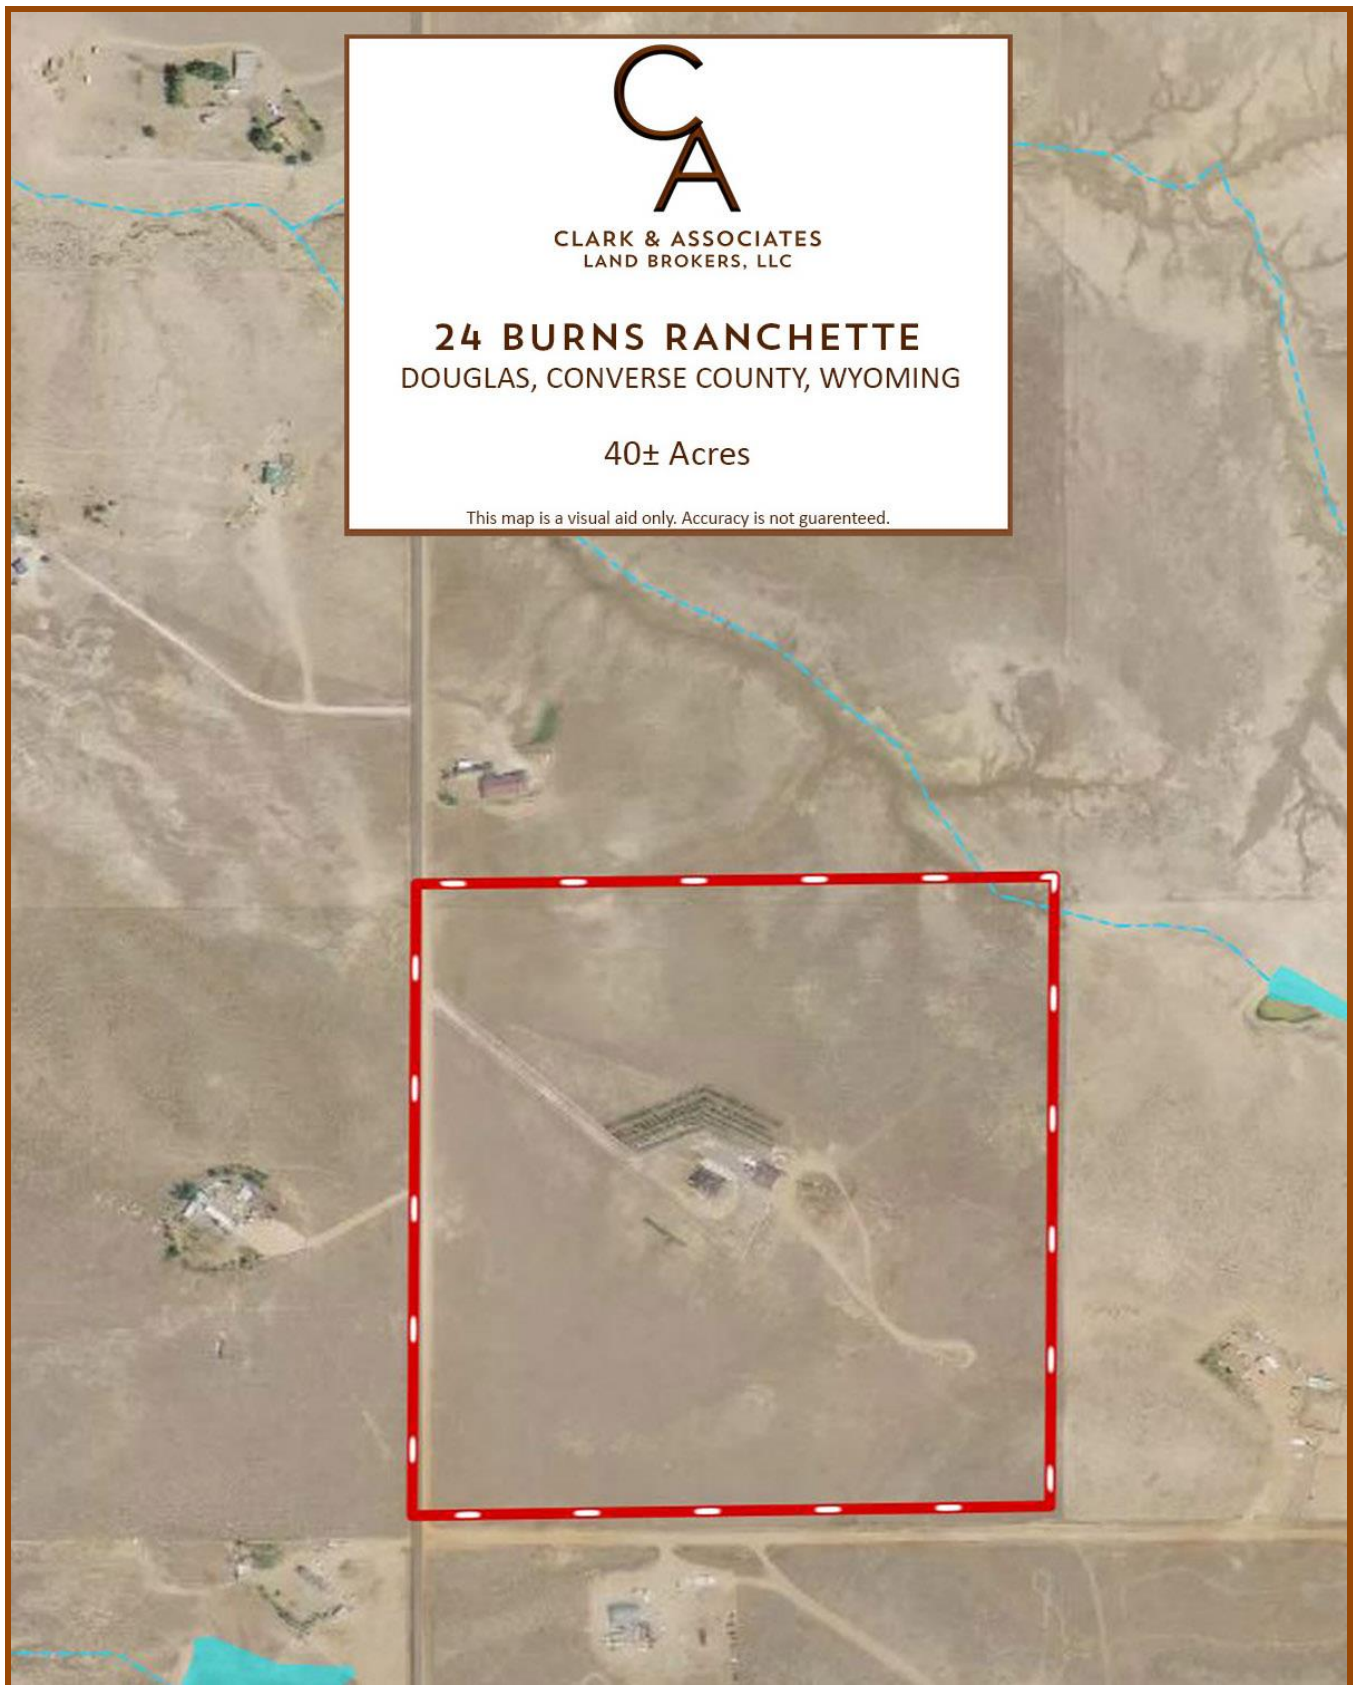 CA
CLARK & ASSOCIATES
LAND BROKERS, LLC
24 BURNS RANCHETTE
DOUGLAS, CONVERSE COUNTY, WYOMING
40± Acres
This map is a visual aid only. Accuracy is not guarenteed.